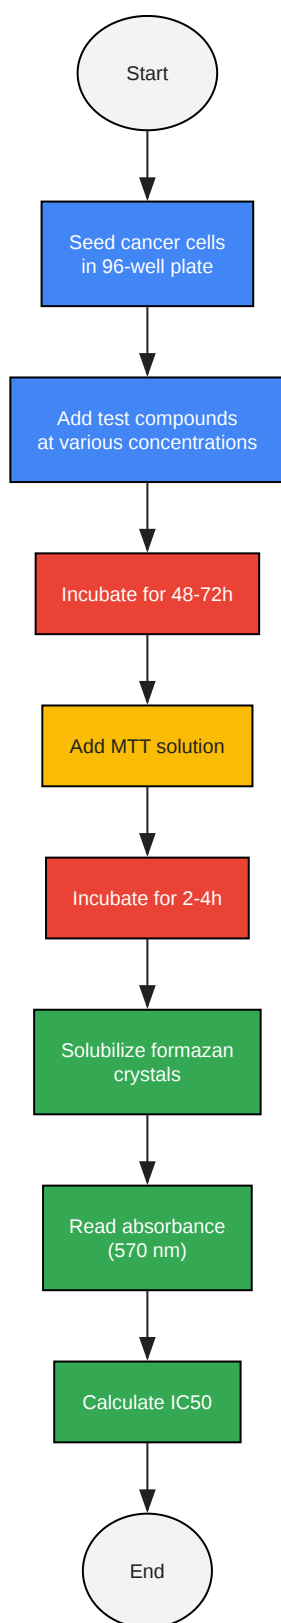 Start
Seed cancer cells
in 96-well plate
Add test compounds
at various concentrations
Incubate for 48-72h
Add MTT solution
Incubate for 2-4h
Solubilize formazan
crystals
Read absorbance
(570 nm)
Calculate IC50
End